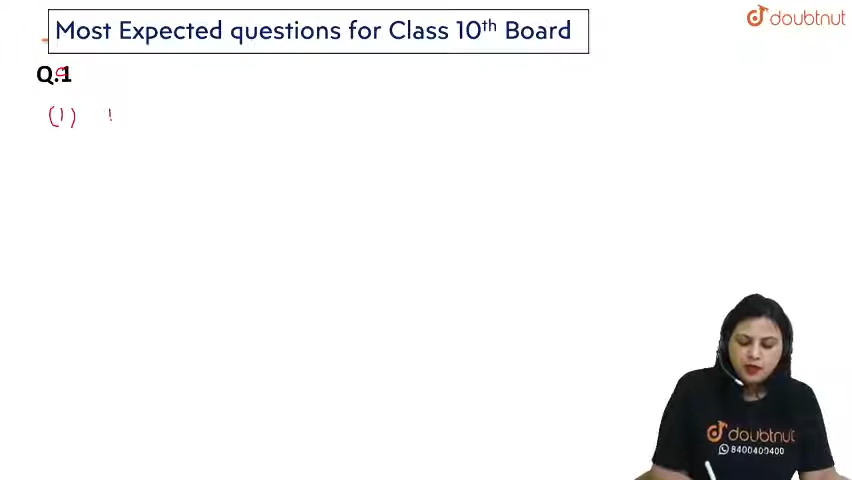 doubtnut
Most Expected questions for Class 10th Board
Q.1
(1)
doubtnut
8400400400